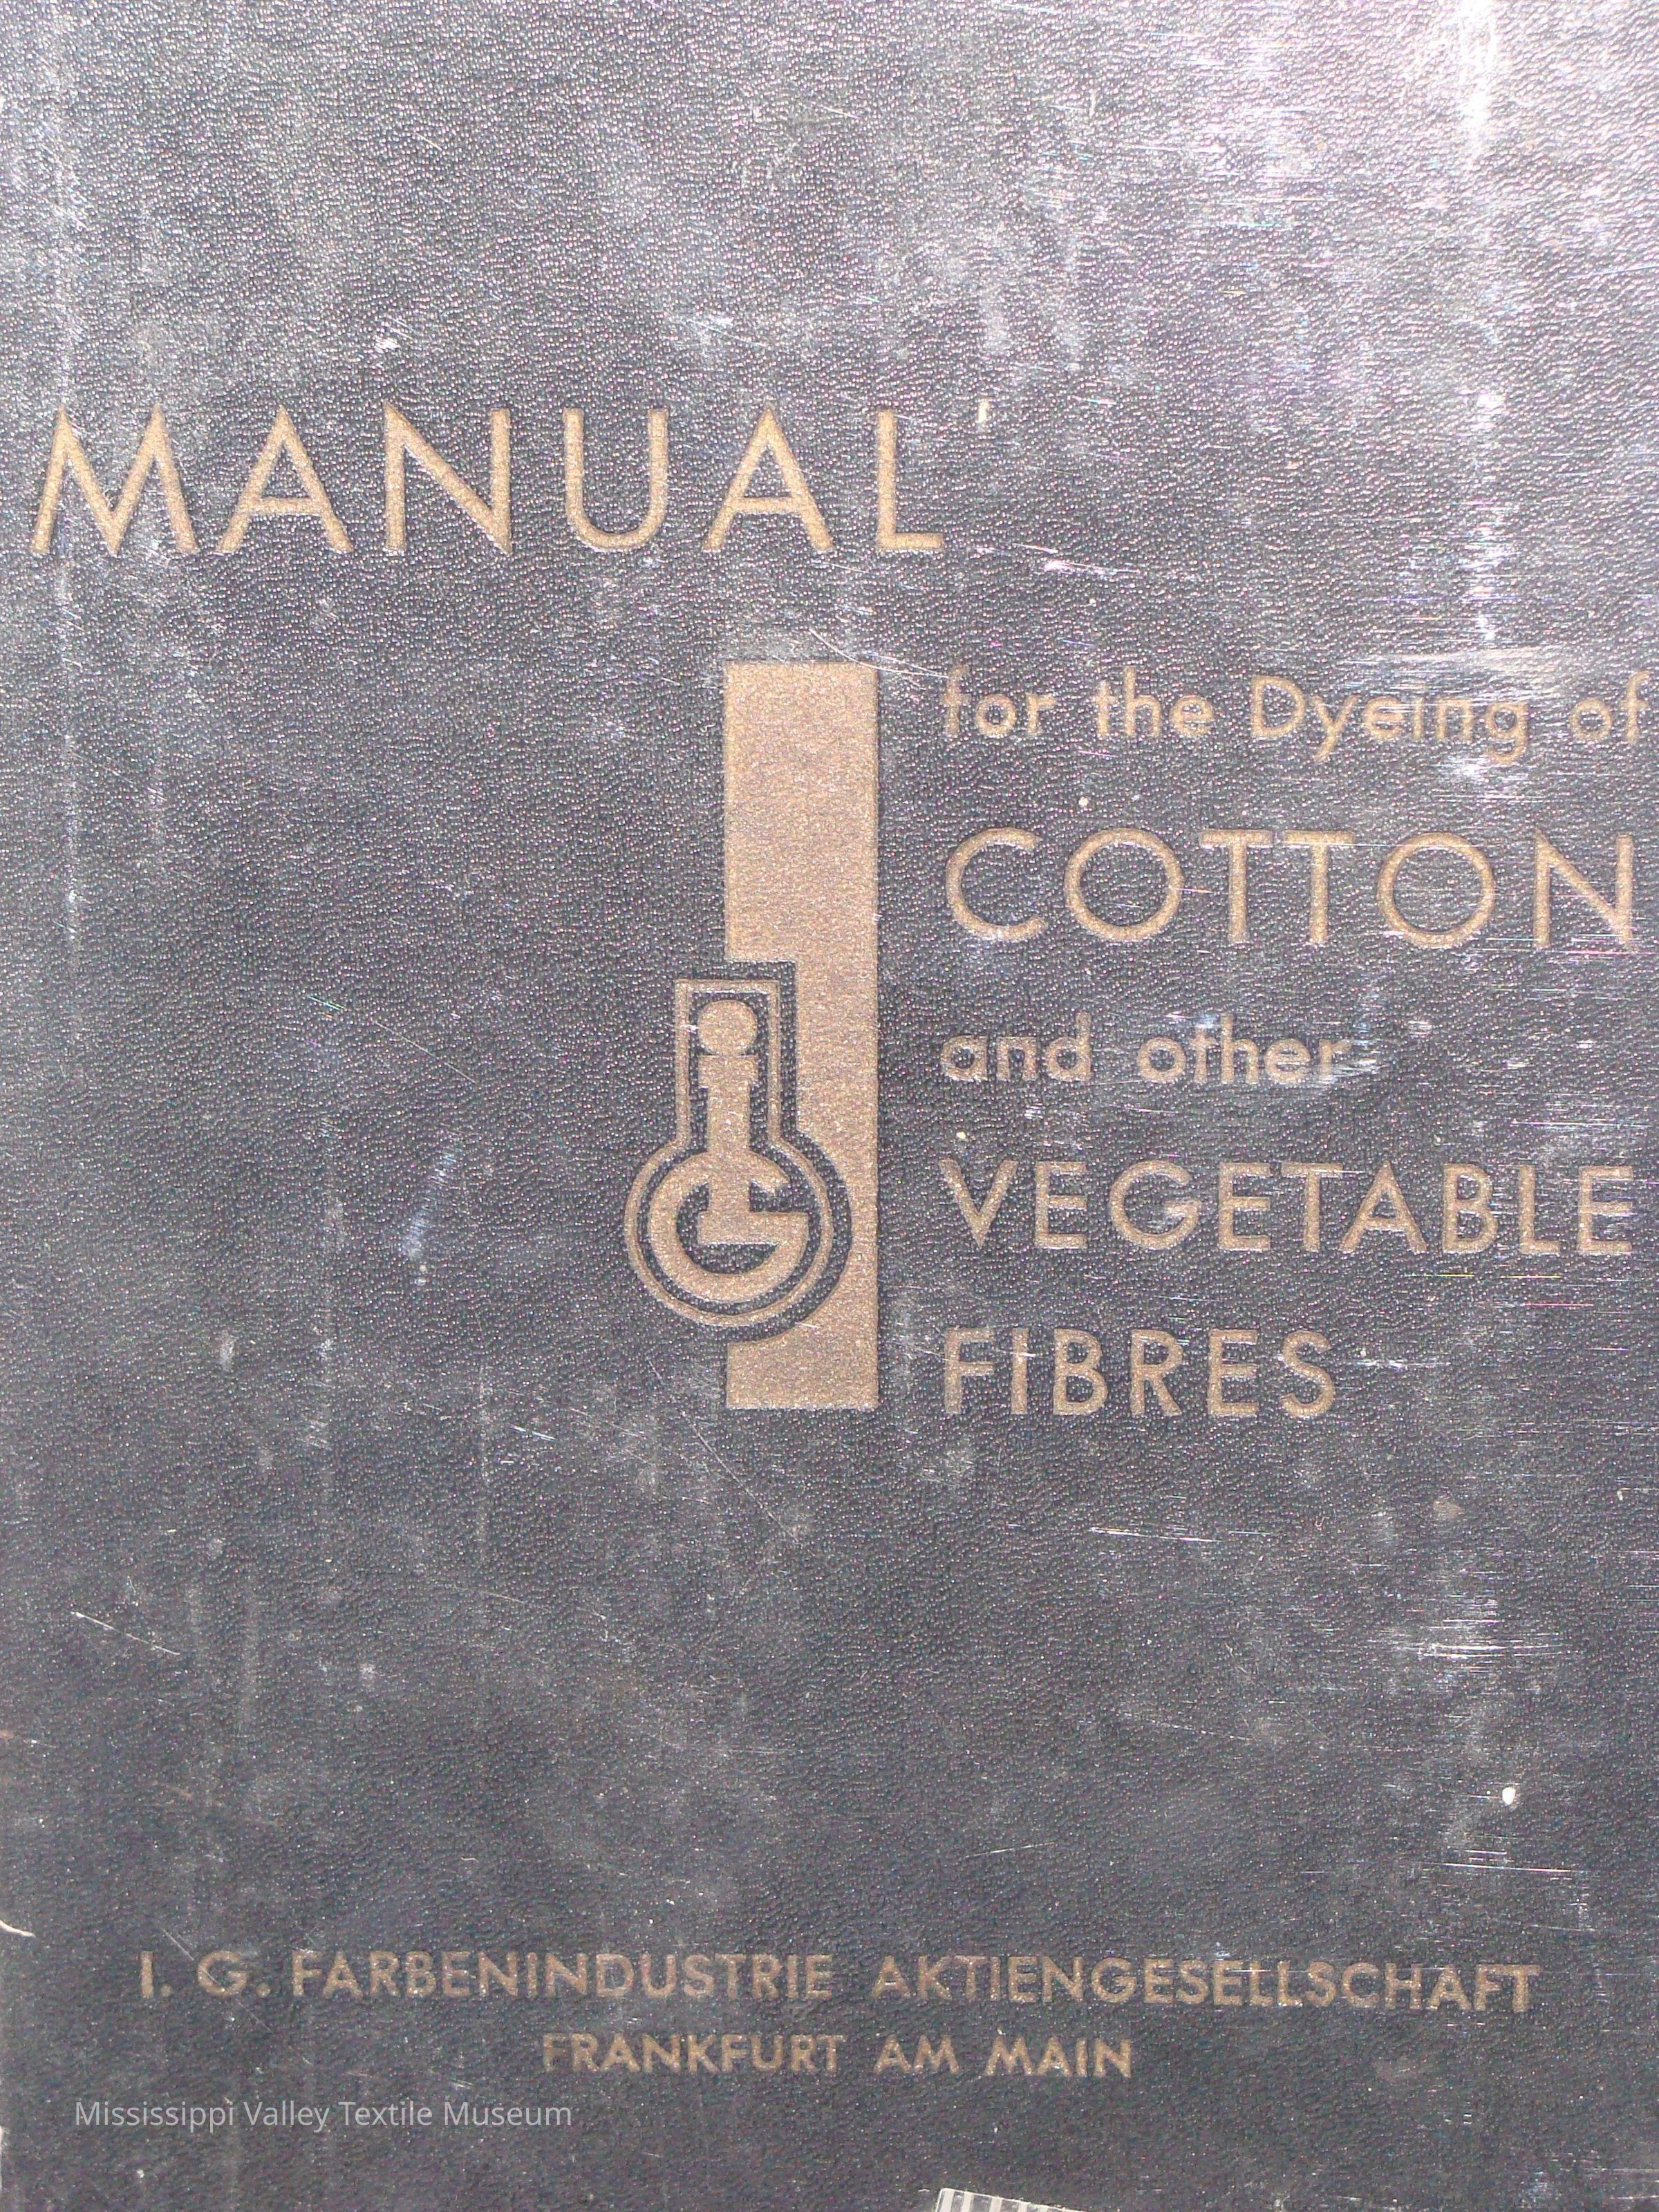 MANUAL
for the Dyeing of
COTTON
and other
VEGETABLE
FIBRES
iG
I. G. FARBENINDUSTRIE AKTIENGESELLSCHAFT
FRANKFURT AM MAIN
Mississippi Valley Textile Museum